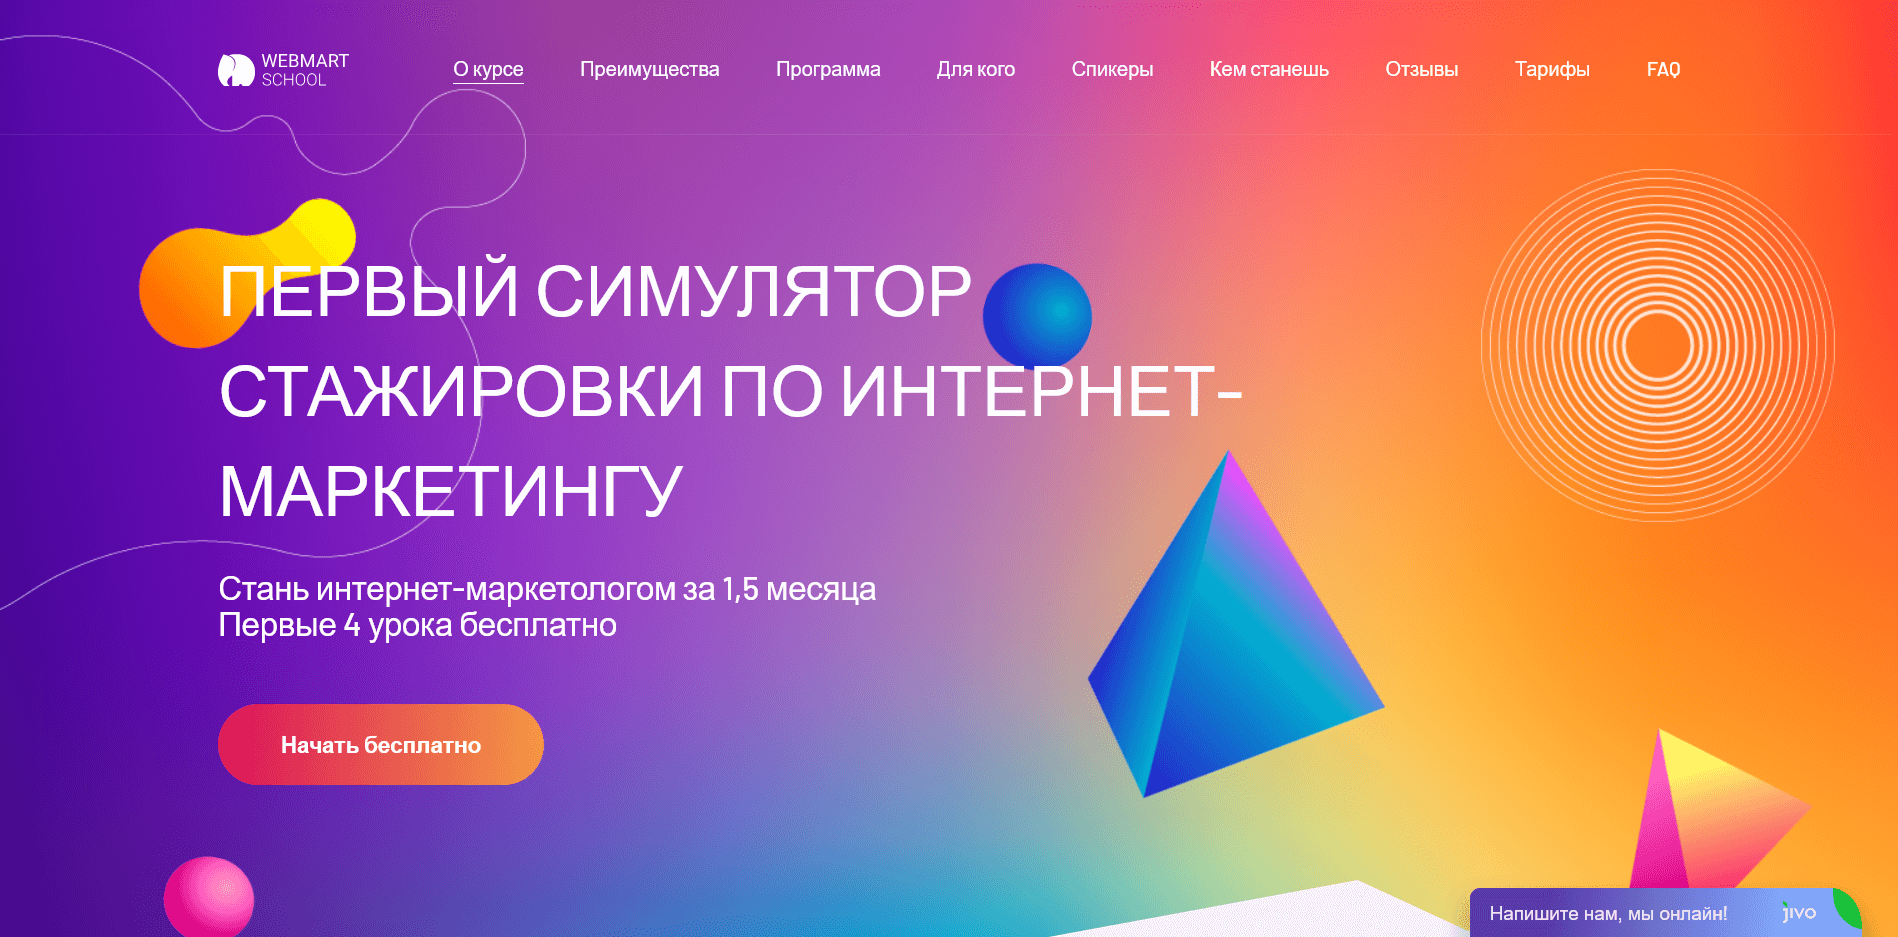 WEBMART
SCHOOL
О курсе Преимущества Программа Для кого Спикеры Кем станешь Отзывы Тарифы FAQ
ПЕРВЫЙ СИМУЛЯТОР
СТАЖИРОВКИ ПО ИНТЕРНЕТ-
МАРКЕТИНГУ
Стань интернет-маркетологом за 1,5 месяца
Первые 4 урока бесплатно
Начать бесплатно
Напишите нам, мы онлайн! jivo